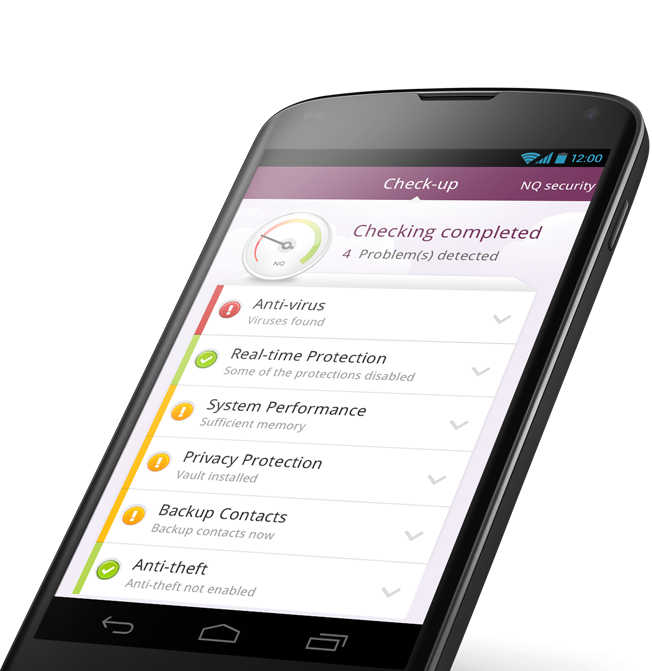 12:00
Check-up NQ security
NQ
Checking completed
4 Problem(s) detected
Anti-virus
Viruses found
Real-time Protection
Some of the protections disabled
System Performance
Sufficient memory
Privacy Protection
Vault installed
Backup Contacts
Backup contacts now
Anti-theft
Anti-theft not enabled